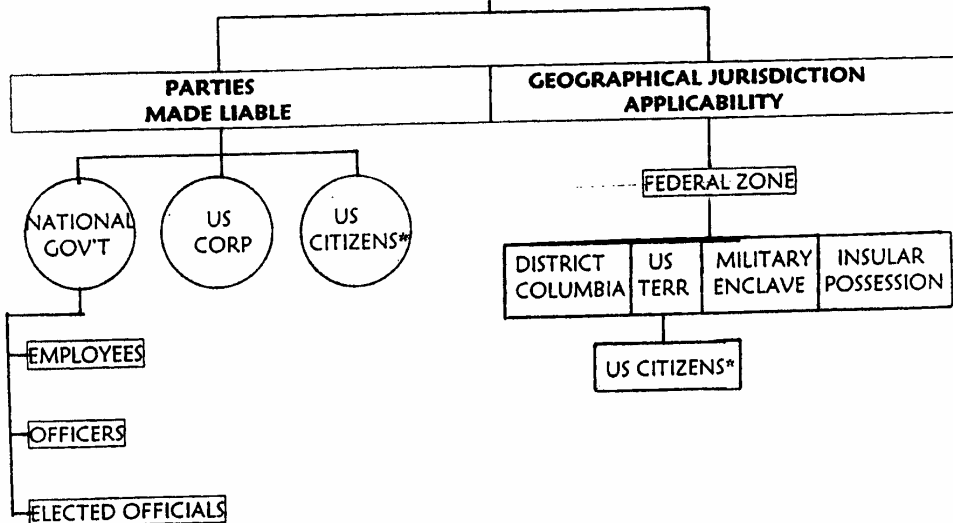 PARTIES
MADE LIABLE
GEOGRAPHICAL JURISDICTION
APPLICABILITY
NATIONAL
GOV'T
US
CORP
US
CITIZENS*
FEDERAL ZONE
DISTRICT
COLUMBIA
US
TERR
MILITARY
ENCLAVE
INSULAR
POSSESSION
US CITIZENS*
EMPLOYEES
OFFICERS
ELECTED OFFICIALS